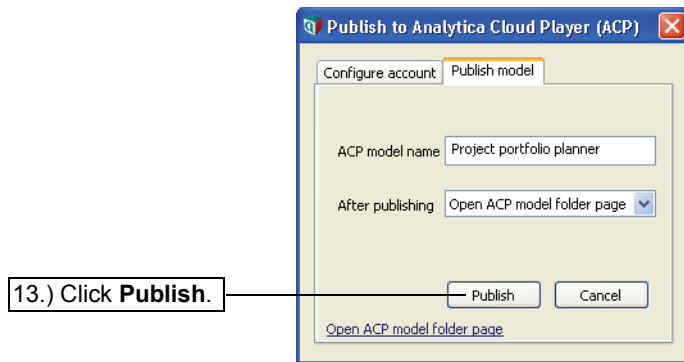 Publish to Analytica Cloud Player (ACP)
Configure account Publish model
ACP model name Project portfolio planner
After publishing Open ACP model folder page
13.) Click Publish.
Publish Cancel
Open ACP model folder page